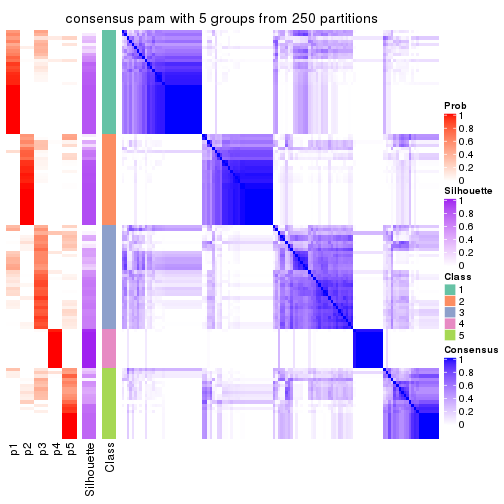 consensus pam with 5 groups from 250 partitions
Prob
1
0.8
0.6
0.4
0.2
0
Silhouette
1
0.8
0.6
0.4
0.2
0
Class
1
2
3
4
5
Consensus
1
0.8
0.6
0.4
0.2
0
p1
p2
p3
p4
p5
Silhouette
Class